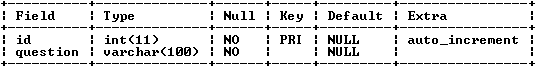 Field Type Null Key Default Extra
id int(11) NO PRI NULL auto_increment
question varchar(100) NO NULL